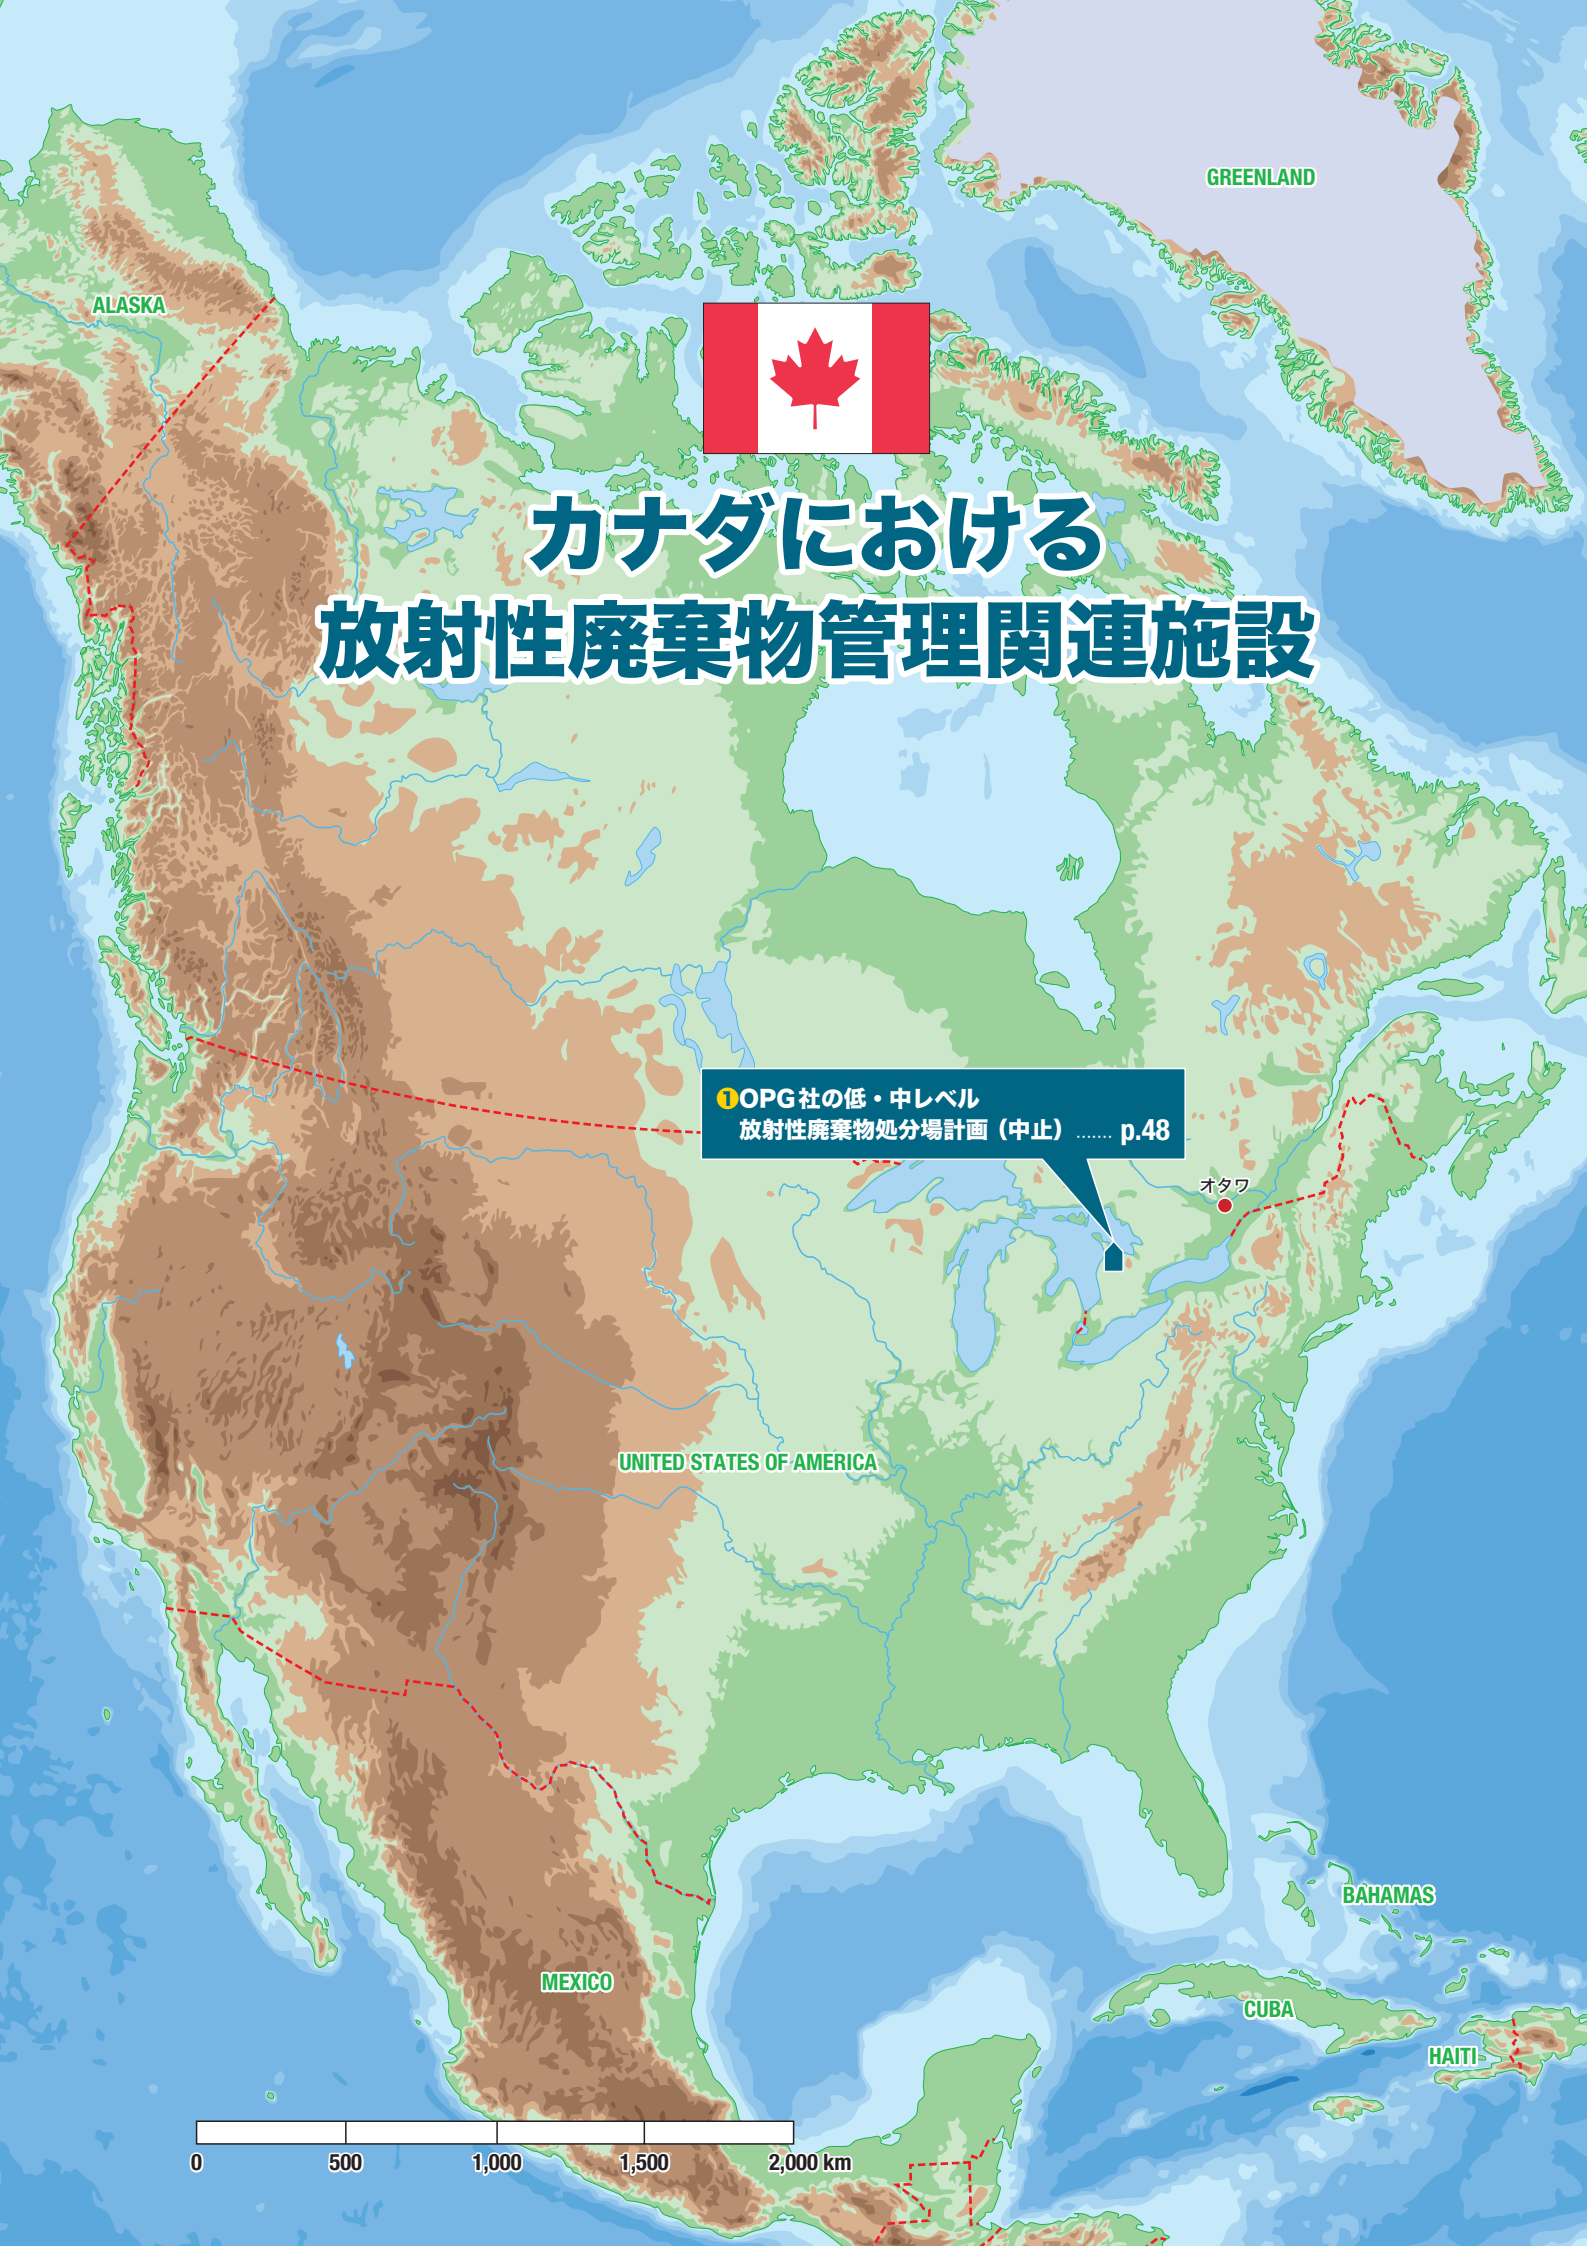 GREENLAND
ALASKA
カナダにおける
放射性廃棄物管理関連施設
❶OPG社の低・中レベル
放射性廃棄物処分場計画（中止）....... p.48
オタワ
UNITED STATES OF AMERICA
BAHAMAS
MEXICO
CUBA
HAITI
0 500 1,000 1,500 2,000 km